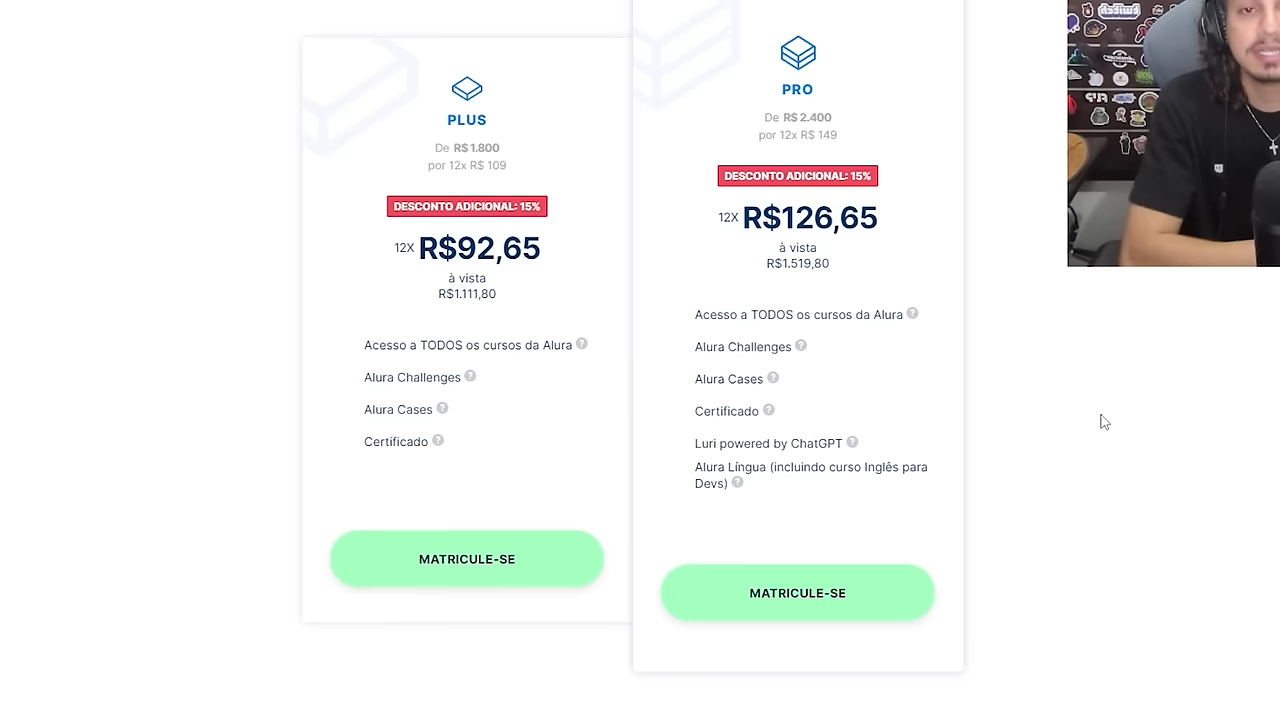 PLUS
De R$ 1.800
por 12x R$ 109
DESCONTO ADICIONAL: 15%
12X R$92,65
à vista
R$1.111,80
Acesso a TODOS os cursos da Alura ?
Alura Challenges ?
Alura Cases ?
Certificado ?
MATRICULE-SE
PRO
De R$ 2.400
por 12x R$ 149
DESCONTO ADICIONAL: 15%
12X R$126,65
à vista
R$1.519,80
Acesso a TODOS os cursos da Alura ?
Alura Challenges ?
Alura Cases ?
Certificado ?
Luri powered by ChatGPT ?
Alura Língua (incluindo curso Inglês para
Devs) ?
MATRICULE-SE